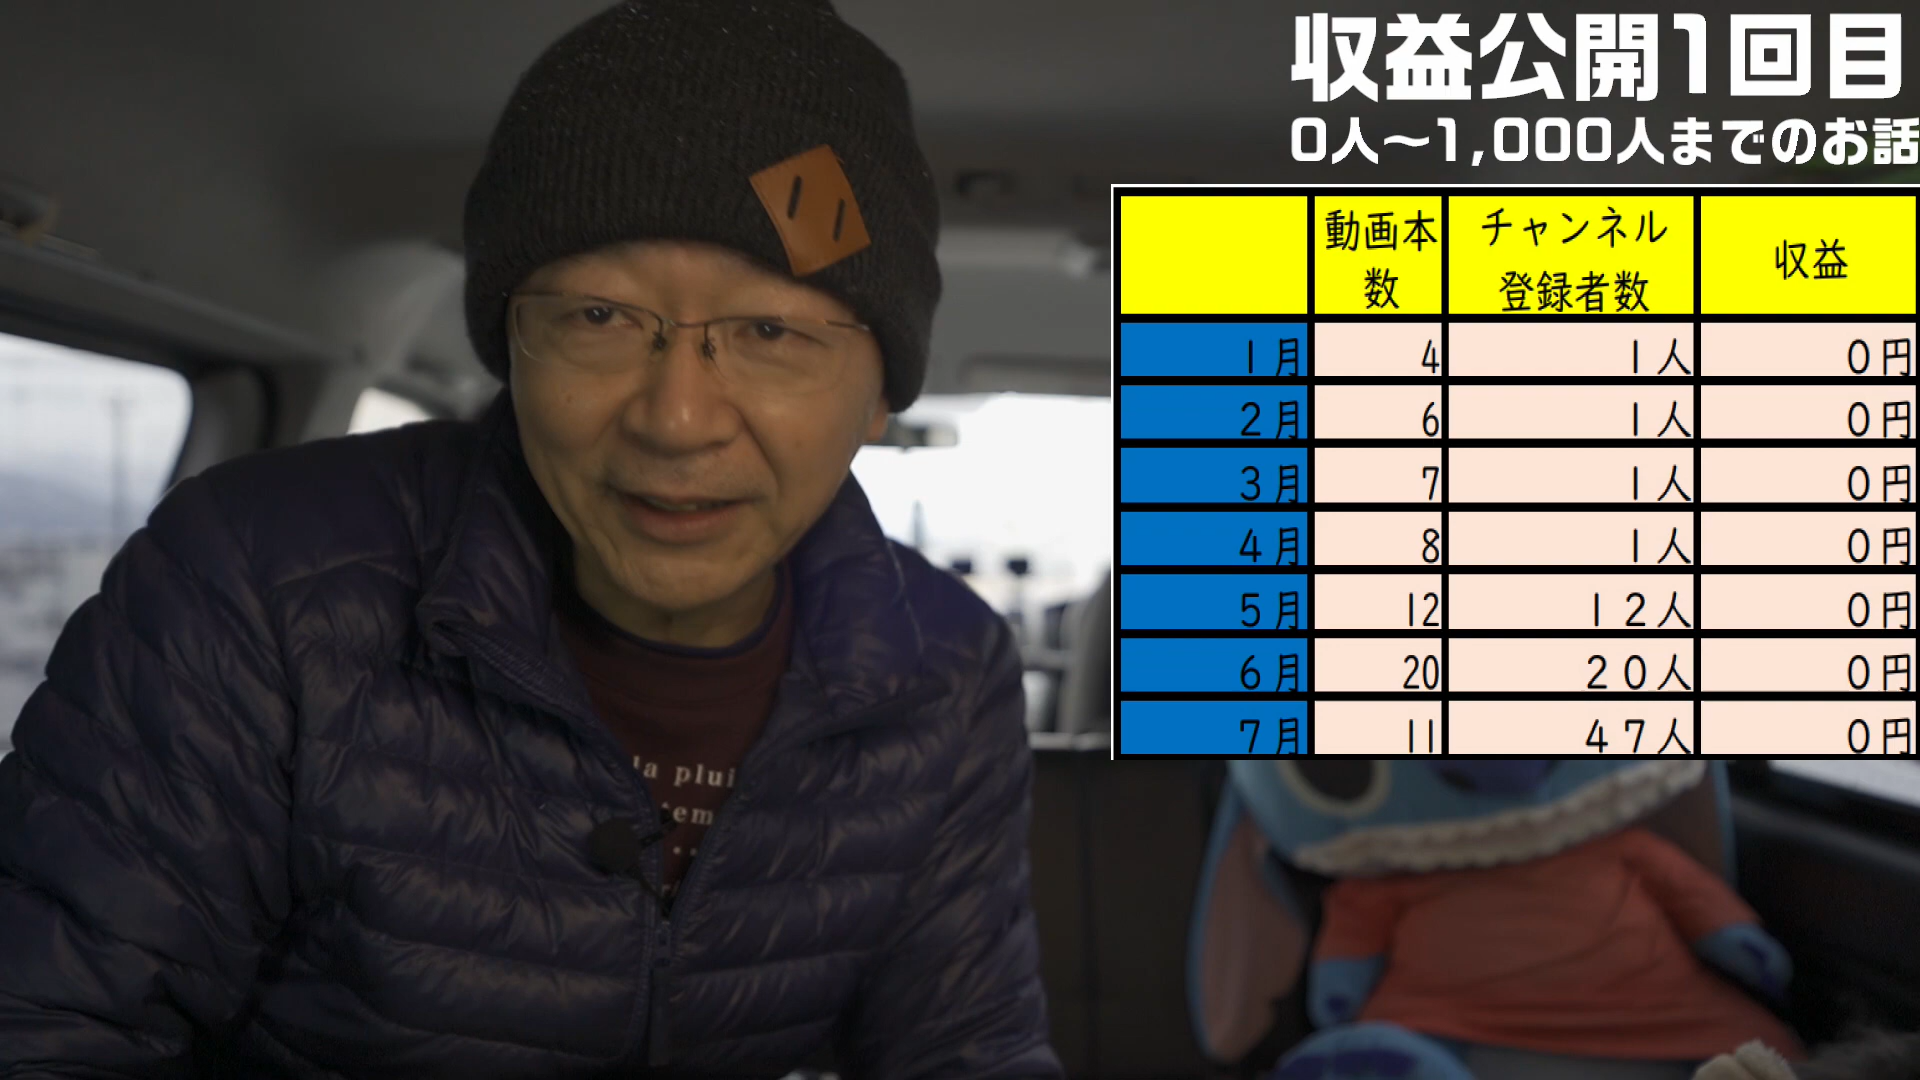 収益公開1回目
0人～1,000人までのお話
動画本数 チャンネル登録者数 収益
1月 4 1人 0円
2月 6 1人 0円
3月 7 1人 0円
4月 8 1人 0円
5月 12 12人 0円
6月 20 20人 0円
7月 11 47人 0円
la plui
tem